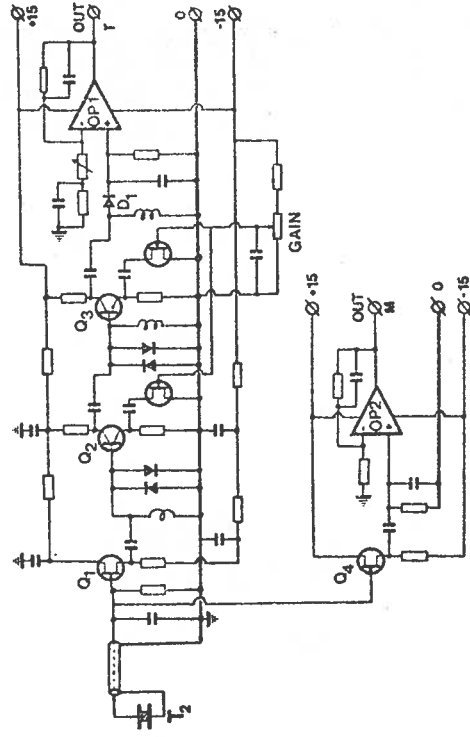 +15
OUT
T
0
-15
OP1
-
+
D1
GAIN
Q3
Q2
Q1
T2
+15
OUT
M
0
-15
OP2
-
+
Q4